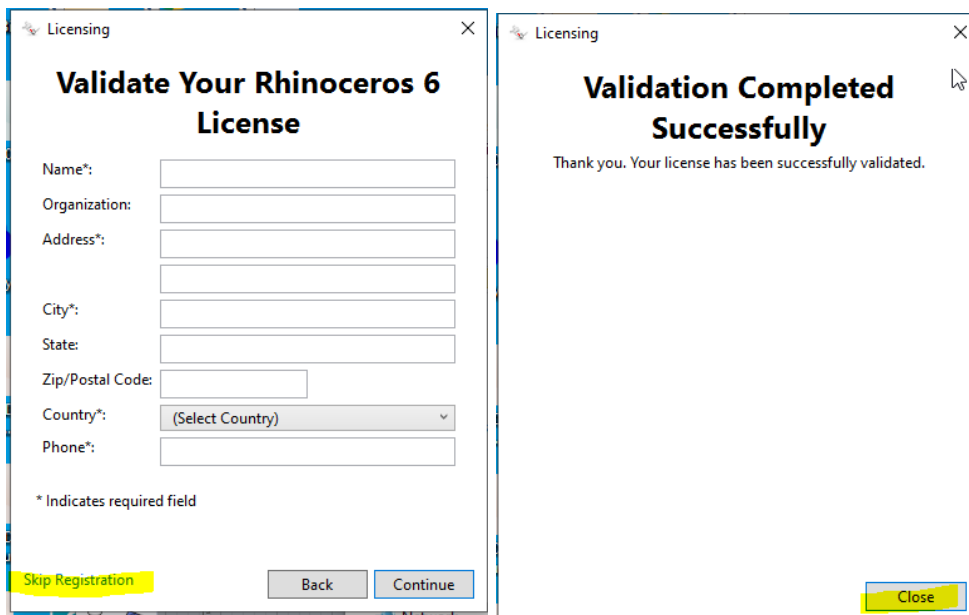 Licensing
Validate Your Rhinoceros 6
License
Name*:
Organization:
Address*:
City*:
State:
Zip/Postal Code:
Country*:
(Select Country)
Phone*:
* Indicates required field
Skip Registration
Back
Continue
Licensing
Validation Completed
Successfully
Thank you. Your license has been successfully validated.
Close